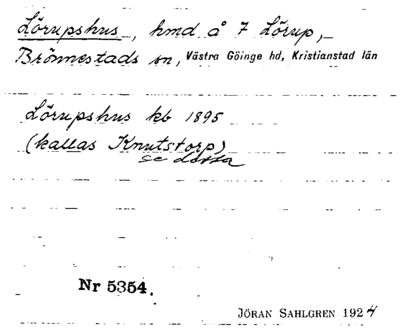 Lörupshus, hmd å 7 Lörup,
Brönnestads sn, Västra Göinge hd, Kristianstad län
Lörupshus kb 1895
(kallas Knutstorp)
se detta
Nr 5354.
JÖRAN SAHLGREN 1924